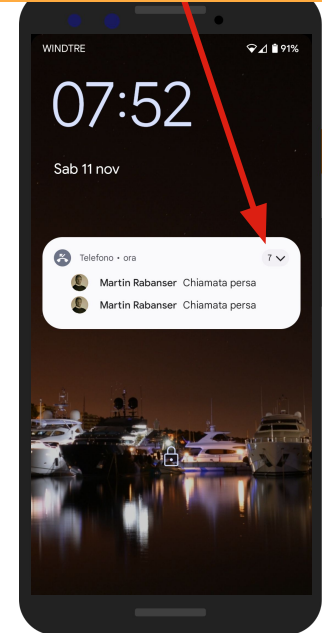 WINDTRE 91%
07:52
Sab 11 nov
Telefono • ora 7
Martin Rabanser Chiamata persa
Martin Rabanser Chiamata persa